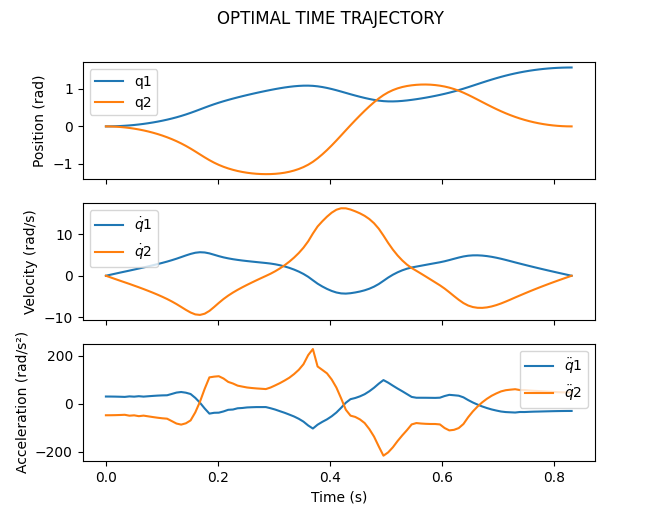 OPTIMAL TIME TRAJECTORY
Position (rad)
1
0
−1
q1
q2
Velocity (rad/s)
10
0
−10
q̇1
q̇2
Acceleration (rad/s²)
200
0
−200
q̈1
q̈2
0.0 0.2 0.4 0.6 0.8
Time (s)